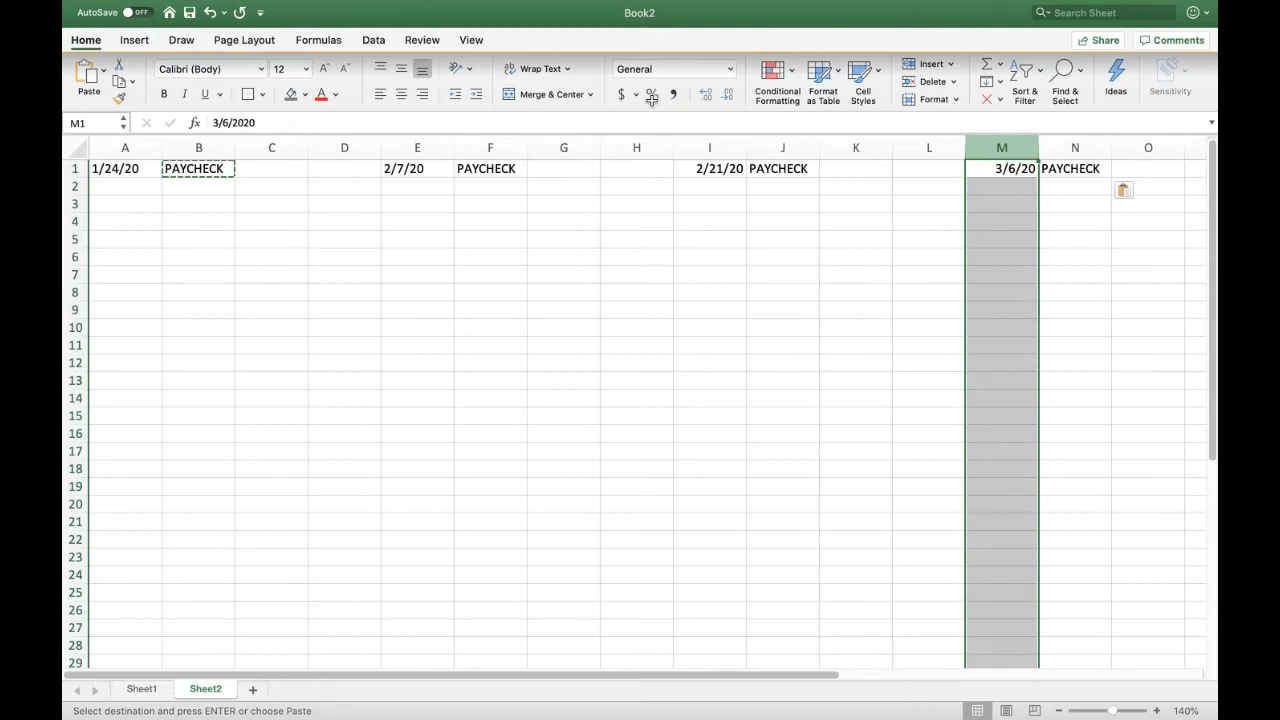 AutoSave OFF Book2 Search Sheet
Home Insert Draw Page Layout Formulas Data Review View Share Comments
Paste Calibri (Body) 12 A A Wrap Text General Insert Σ
B I U A Merge & Center $ % , Delete
Conditional Formatting Format as Table Cell Styles Format Sort & Filter Find & Select Ideas Sensitivity
M1 fx 3/6/2020
A B C D E F G H I J K L M N O
1 1/24/20 PAYCHECK 2/7/20 PAYCHECK 2/21/20 PAYCHECK 3/6/20 PAYCHECK
2
3
4
5
6
7
8
9
10
11
12
13
14
15
16
17
18
19
20
21
22
23
24
25
26
27
28
29
Sheet1 Sheet2 +
Select destination and press ENTER or choose Paste 140%